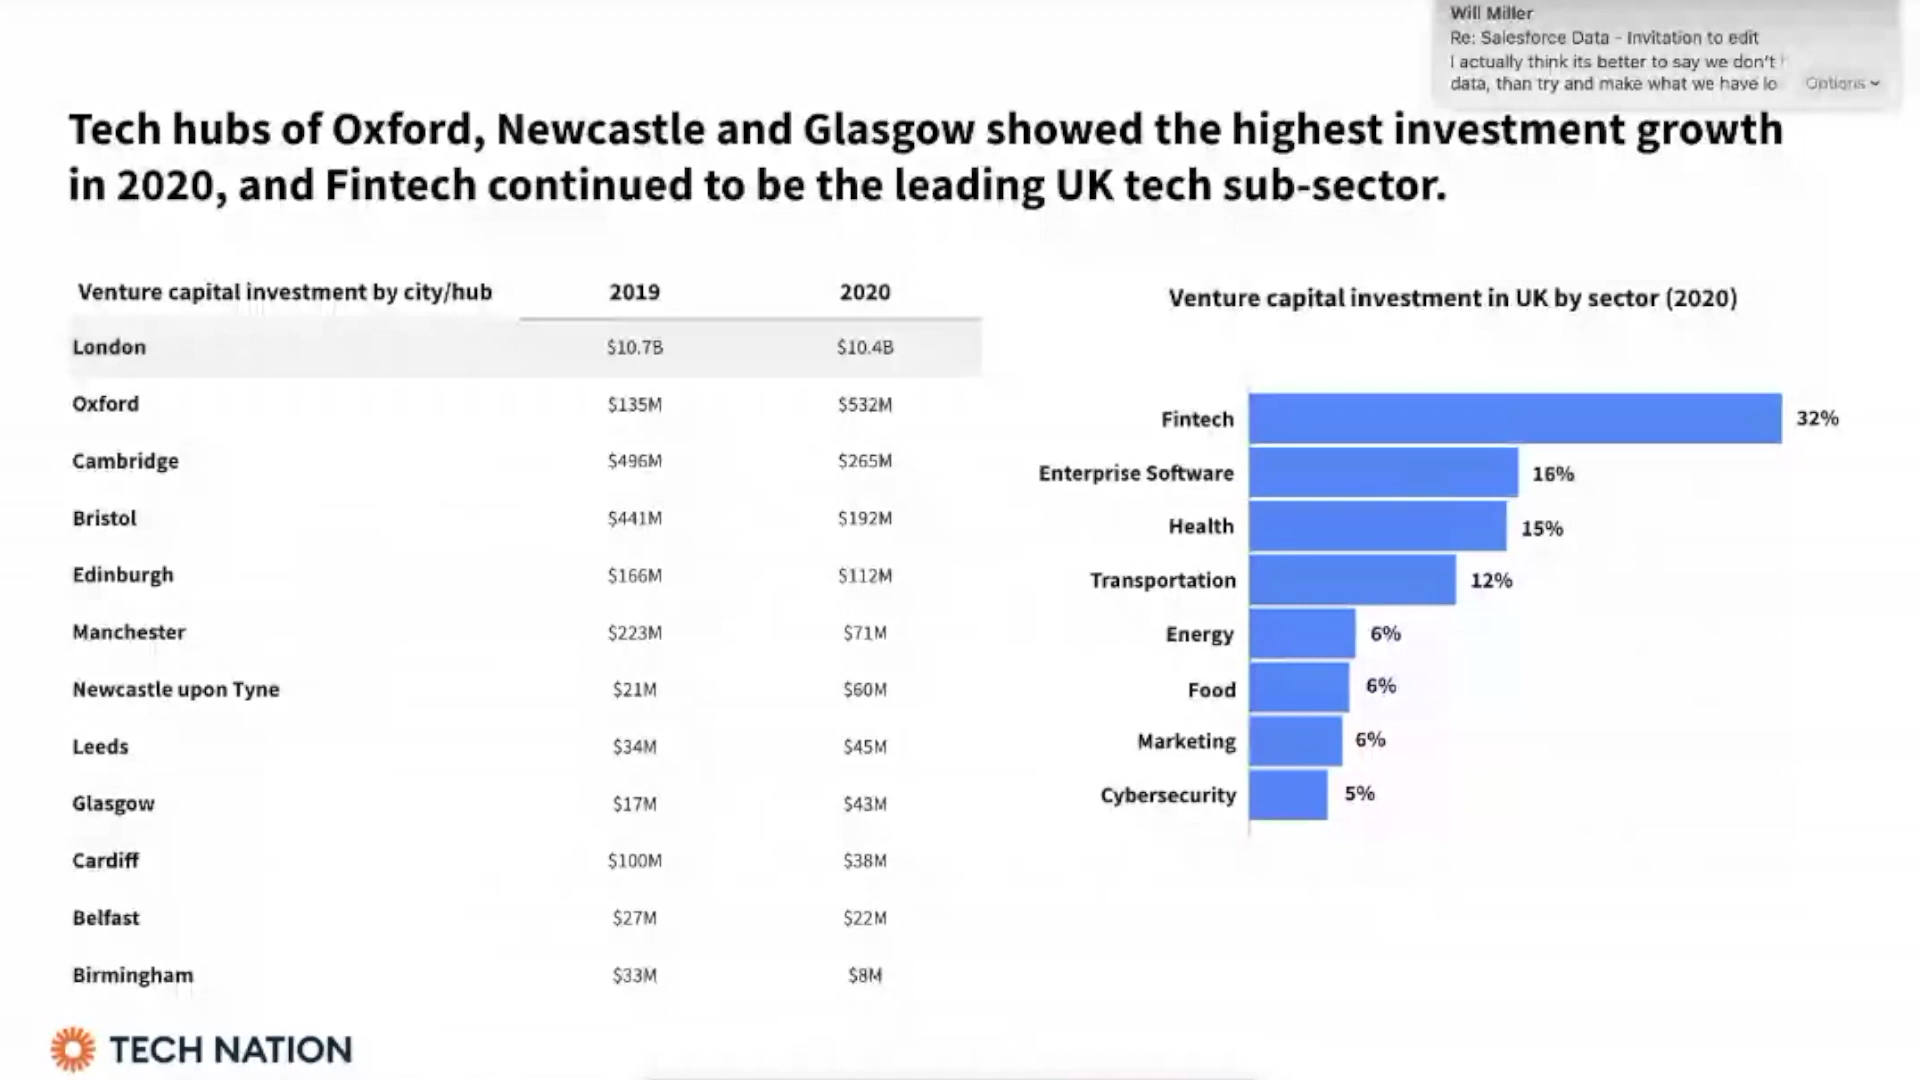 Will Miller
Re: Salesforce Data - Invitation to edit
I actually think its better to say we don't
data, than try and make what we have lo
Options
Tech hubs of Oxford, Newcastle and Glasgow showed the highest investment growth
in 2020, and Fintech continued to be the leading UK tech sub-sector.
Venture capital investment by city/hub 2019 2020
London $10.7B $10.4B
Oxford $135M $532M
Cambridge $496M $265M
Bristol $441M $192M
Edinburgh $166M $112M
Manchester $223M $71M
Newcastle upon Tyne $21M $60M
Leeds $34M $45M
Glasgow $17M $43M
Cardiff $100M $38M
Belfast $27M $22M
Birmingham $33M $8M
Venture capital investment in UK by sector (2020)
Fintech 32%
Enterprise Software 16%
Health 15%
Transportation 12%
Energy 6%
Food 6%
Marketing 6%
Cybersecurity 5%
TECH NATION